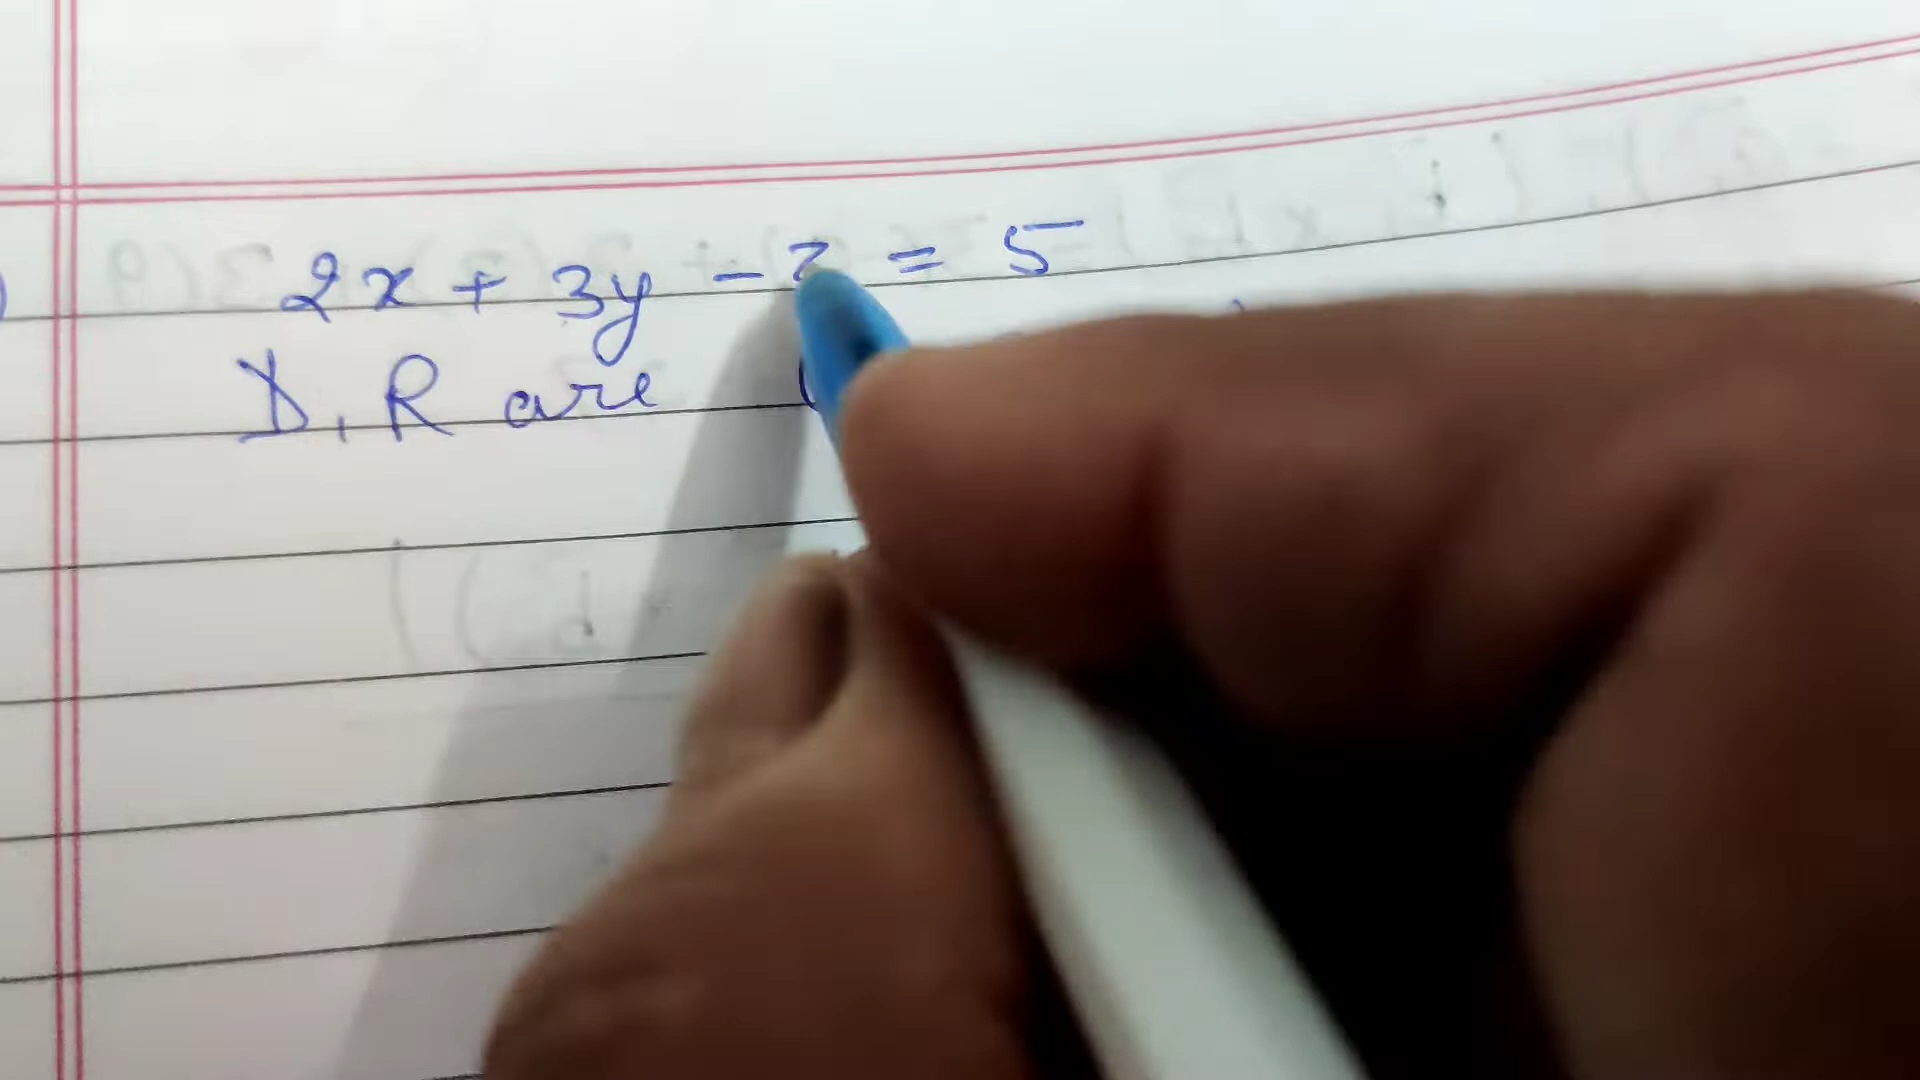 2x + 3y - z = 5
D.R are (